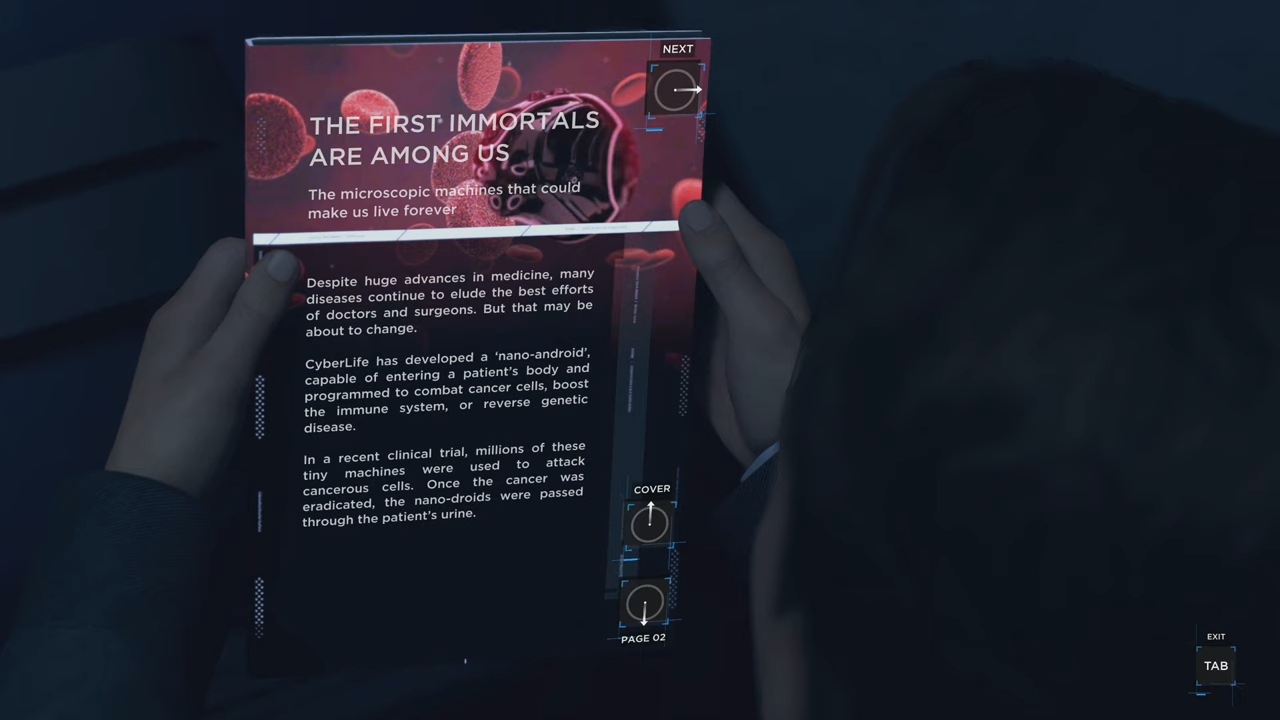 NEXT
THE FIRST IMMORTALS
ARE AMONG US
The microscopic machines that could
make us live forever
Despite huge advances in medicine, many
diseases continue to elude the best efforts
of doctors and surgeons. But that may be
about to change.
CyberLife has developed a ‘nano-android’,
capable of entering a patient’s body and
programmed to combat cancer cells, boost
the immune system, or reverse genetic
disease.
In a recent clinical trial, millions of these
tiny machines were used to attack
cancerous cells. Once the cancer was
eradicated, the nano-droids were passed
through the patient’s urine.
COVER
PAGE 02
EXIT
TAB